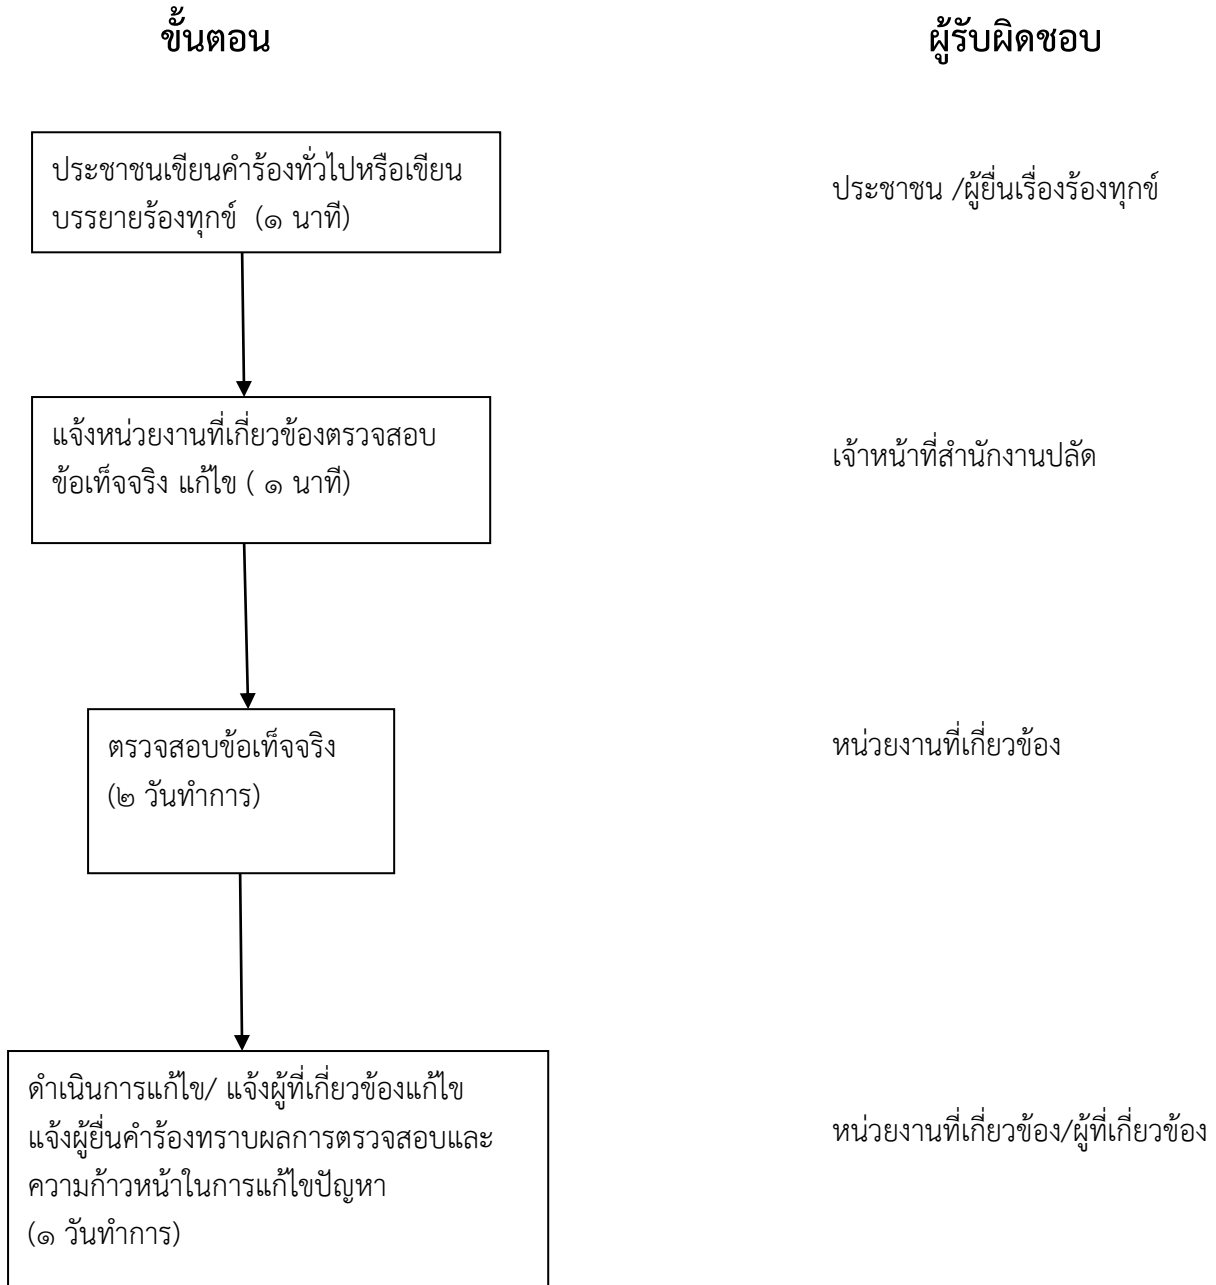 ขั้นตอน
ผู้รับผิดชอบ
ประชาชนเขียนคำร้องทั่วไปหรือเขียน
บรรยายร้องทุกข์ (๑ นาที)
ประชาชน /ผู้ยื่นเรื่องร้องทุกข์
แจ้งหน่วยงานที่เกี่ยวข้องตรวจสอบ
ข้อเท็จจริง แก้ไข ( ๑ นาที)
เจ้าหน้าที่สำนักงานปลัด
ตรวจสอบข้อเท็จจริง
(๒ วันทำการ)
หน่วยงานที่เกี่ยวข้อง
ดำเนินการแก้ไข/ แจ้งผู้ที่เกี่ยวข้องแก้ไข
แจ้งผู้ยื่นคำร้องทราบผลการตรวจสอบและ
ความก้าวหน้าในการแก้ไขปัญหา
(๑ วันทำการ)
หน่วยงานที่เกี่ยวข้อง/ผู้ที่เกี่ยวข้อง